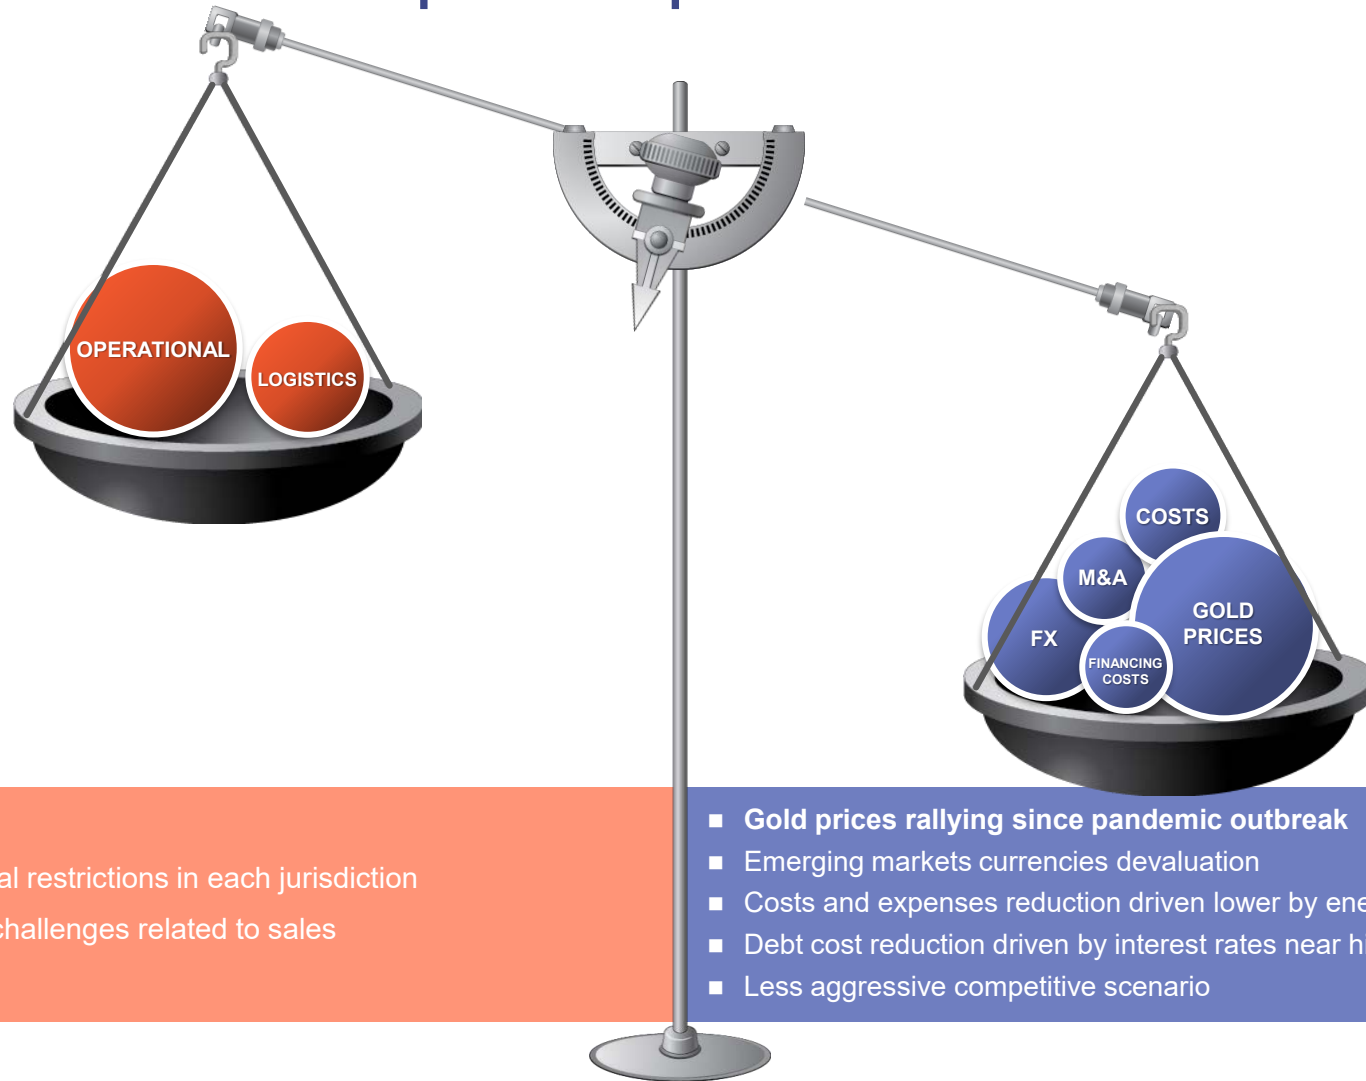 OPERATIONAL
LOGISTICS
COSTS
M&A
GOLD
PRICES
FX
FINANCING
COSTS
restrictions in each jurisdiction
challenges related to sales
■ Gold prices rallying since pandemic outbreak
■ Emerging markets currencies devaluation
■ Costs and expenses reduction driven lower by
■ Debt cost reduction driven by interest rates near
■ Less aggressive competitive scenario